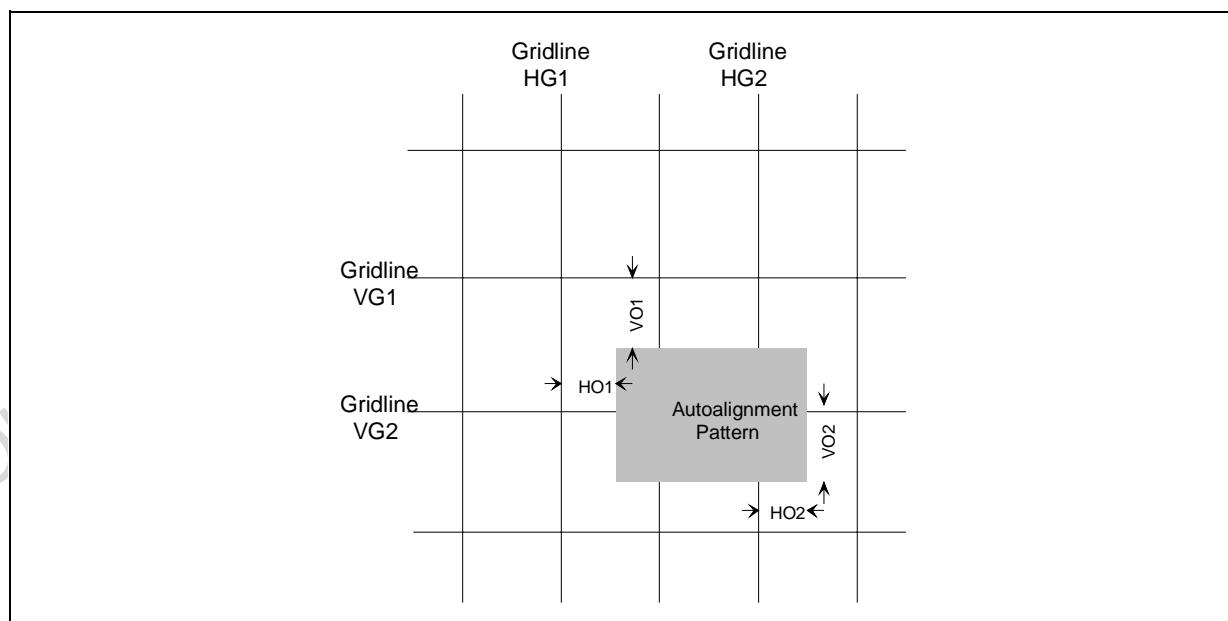 Gridline
HG1
Gridline
HG2
Gridline
VG1
VO1
HO1
Gridline
VG2
Autoalignment
Pattern
VO2
HO2